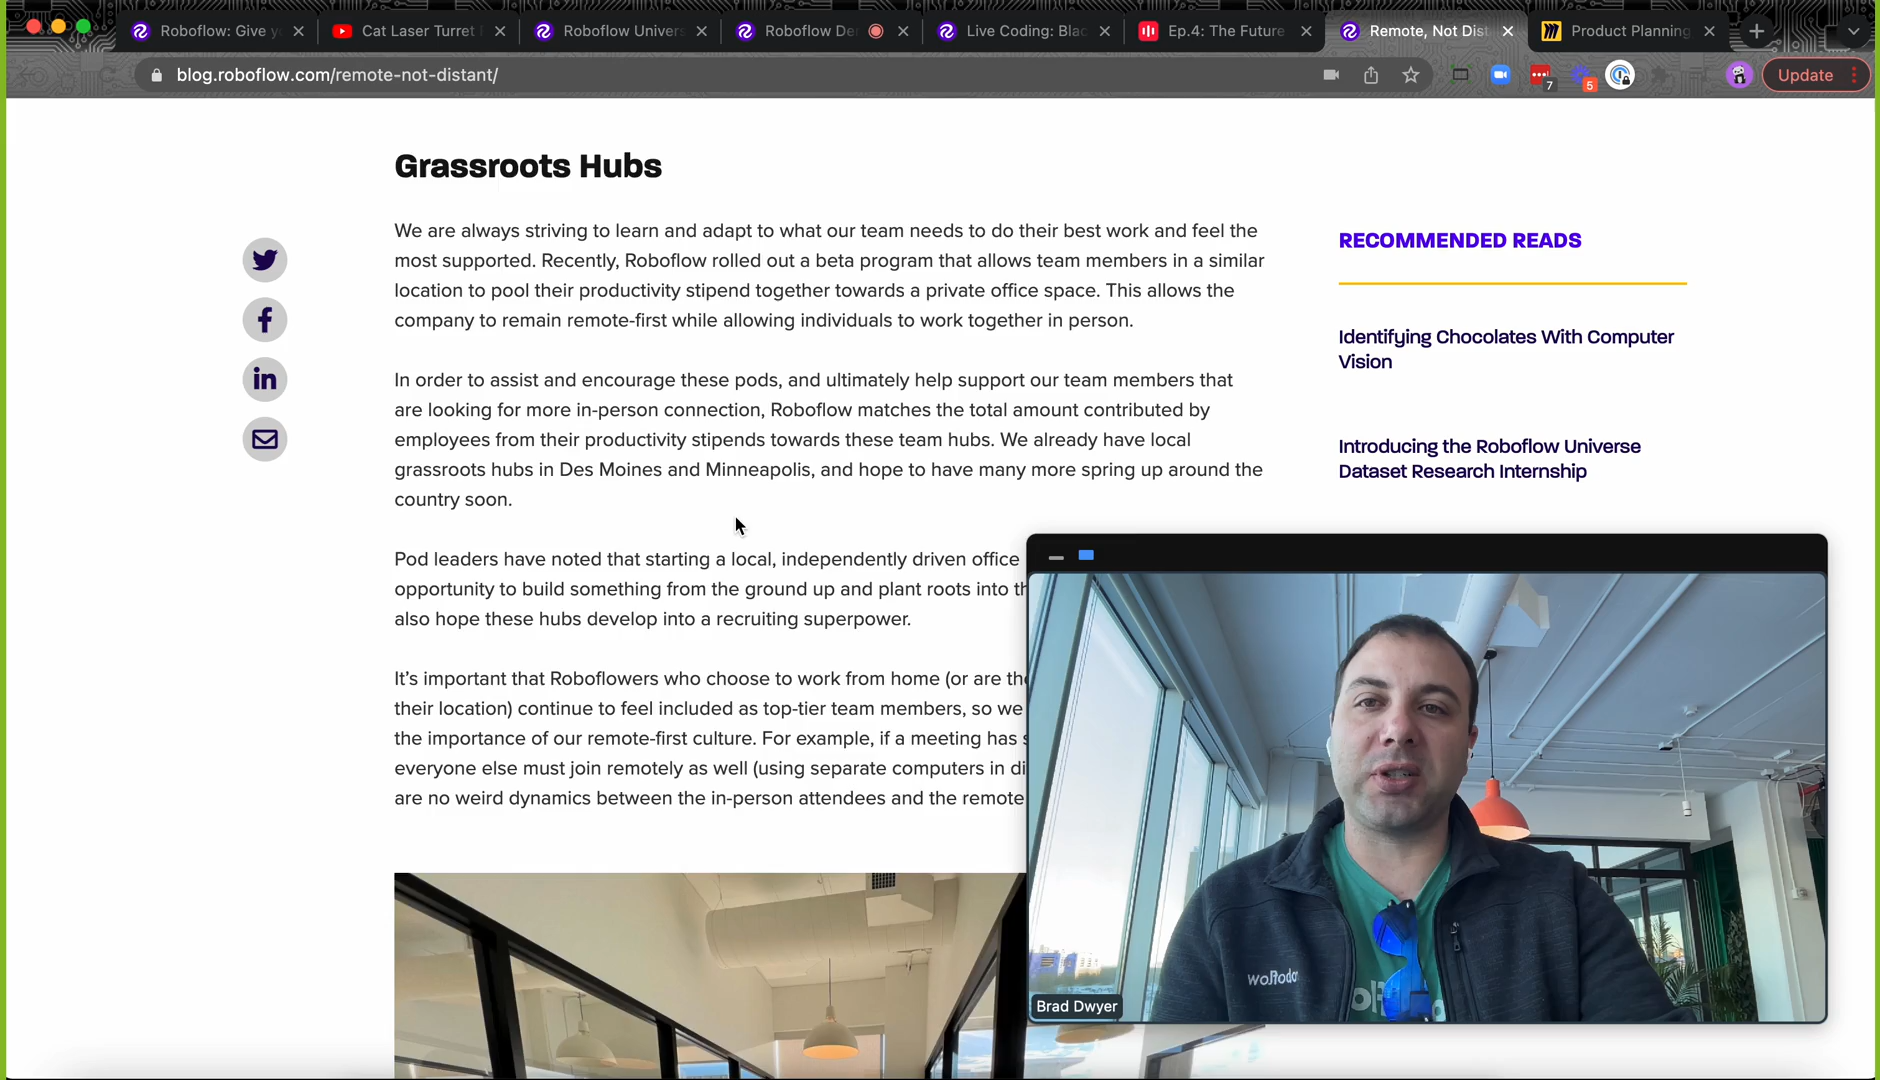 Roboflow: Give y
Cat Laser Turret
Roboflow Univers
Roboflow De
Live Coding: Bla
Ep.4: The Future
Remote, Not Dist
Product Planning
blog.roboflow.com/remote-not-distant/
7
5
Update
Grassroots Hubs
We are always striving to learn and adapt to what our team needs to do their best work and feel the
most supported. Recently, Roboflow rolled out a beta program that allows team members in a similar
location to pool their productivity stipend together towards a private office space. This allows the
company to remain remote-first while allowing individuals to work together in person.
In order to assist and encourage these pods, and ultimately help support our team members that
are looking for more in-person connection, Roboflow matches the total amount contributed by
employees from their productivity stipends towards these team hubs. We already have local
grassroots hubs in Des Moines and Minneapolis, and hope to have many more spring up around the
country soon.
Pod leaders have noted that starting a local, independently driven office
opportunity to build something from the ground up and plant roots into th
also hope these hubs develop into a recruiting superpower.
It's important that Roboflowers who choose to work from home (or are the
their location) continue to feel included as top-tier team members, so we
the importance of our remote-first culture. For example, if a meeting has s
everyone else must join remotely as well (using separate computers in di
are no weird dynamics between the in-person attendees and the remote
RECOMMENDED READS
Identifying Chocolates With Computer
Vision
Introducing the Roboflow Universe
Dataset Research Internship
Brad Dwyer